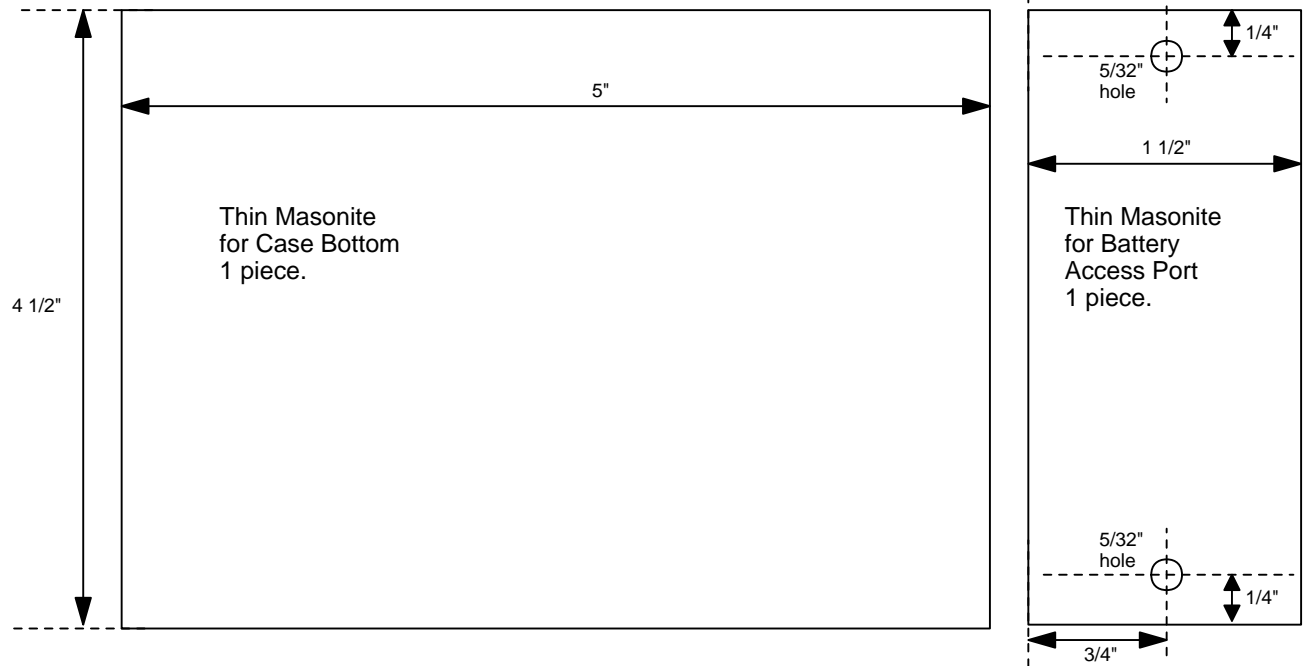 5"
Thin Masonite
for Case Bottom
1 piece.
4 1/2"
1/4"
5/32"
hole
1 1/2"
Thin Masonite
for Battery
Access Port
1 piece.
5/32"
hole
1/4"
3/4"